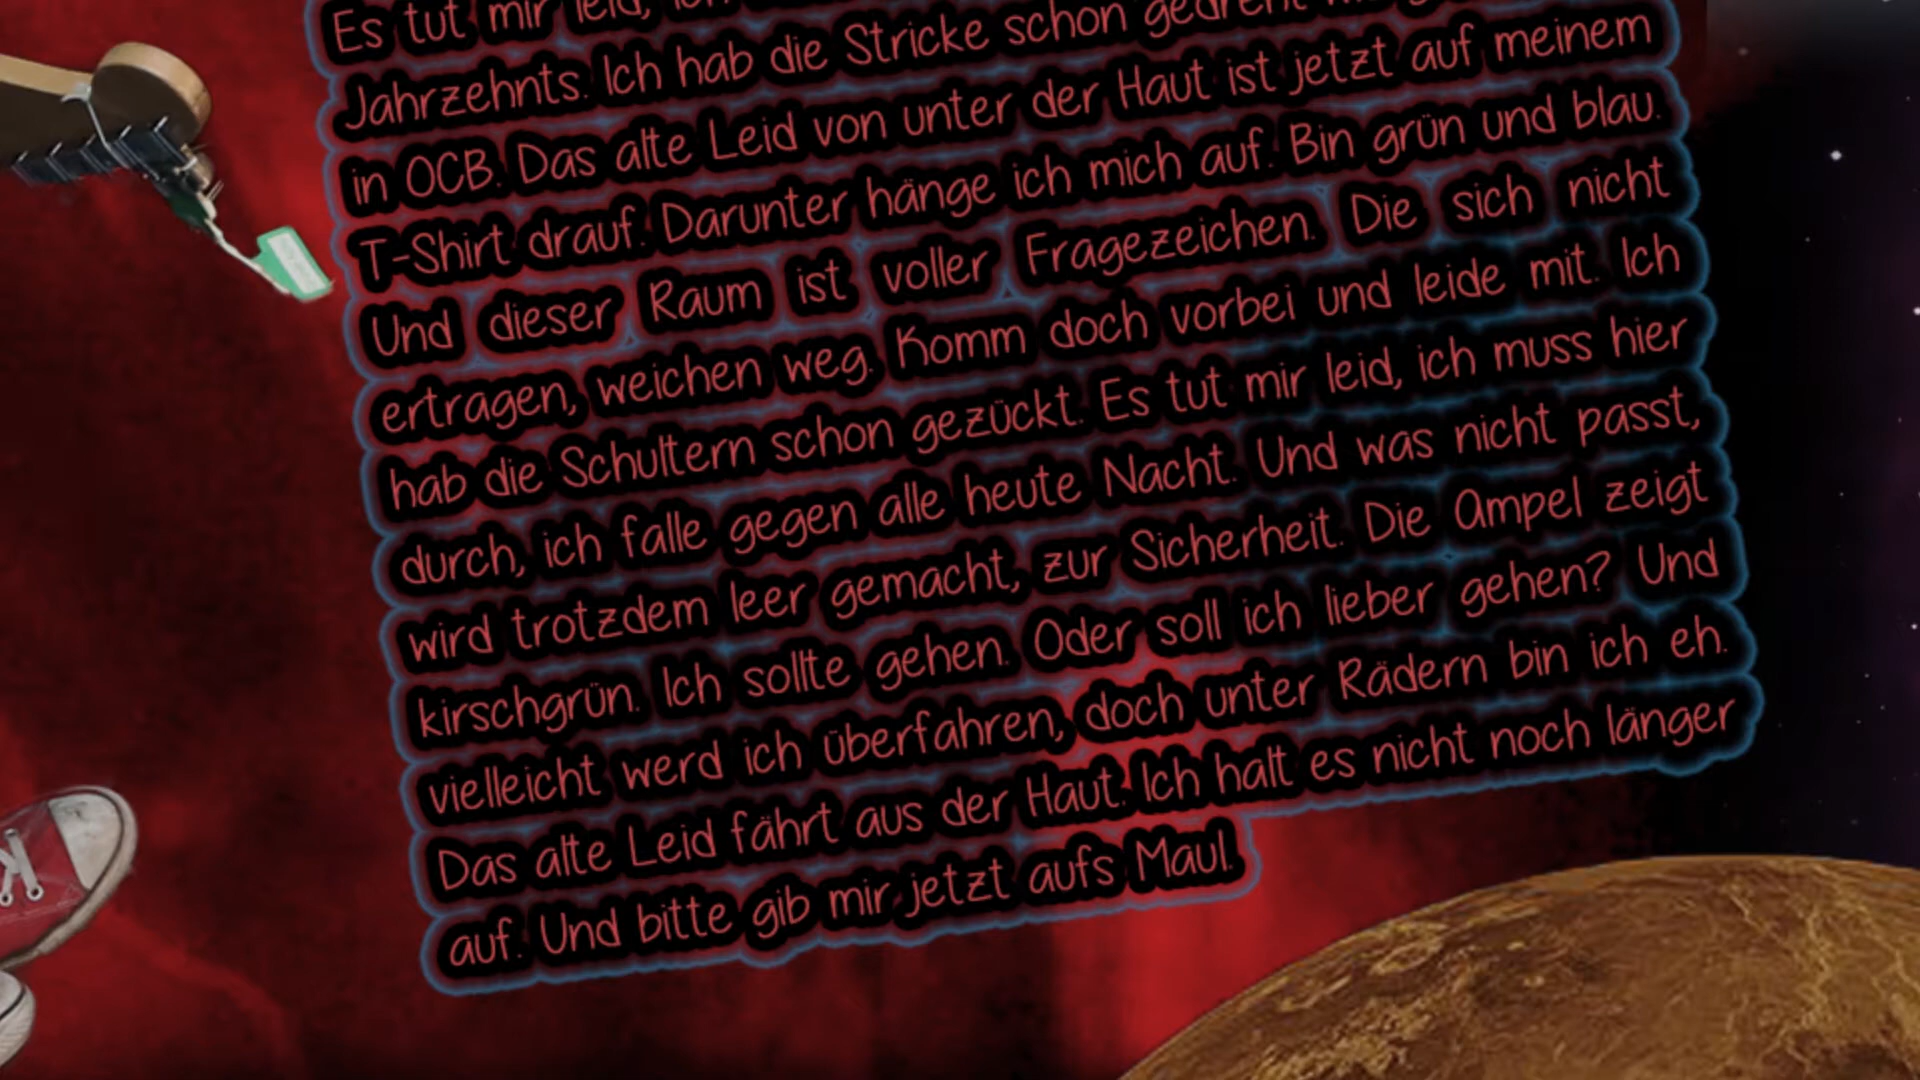 Es tut mir leid,
Jahrzehnts. Ich hab die Stricke schon gedreht
in OCB. Das alte Leid von unter der Haut ist jetzt auf meinem
T-Shirt drauf. Darunter hänge ich mich auf. Bin grün und blau.
Und dieser Raum ist voller Fragezeichen. Die sich nicht
ertragen, weichen weg. Komm doch vorbei und leide mit. Ich
hab die Schultern schon gezückt. Es tut mir leid, ich muss hier
durch, ich falle gegen alle heute Nacht. Und was nicht passt,
wird trotzdem leer gemacht, zur Sicherheit. Die Ampel zeigt
kirschgrün. Ich sollte gehen. Oder soll ich lieber gehen? Und
vielleicht werd ich überfahren, doch unter Rädern bin ich eh.
Das alte Leid fährt aus der Haut. Ich halt es nicht noch länger
auf. Und bitte gib mir jetzt aufs Maul.